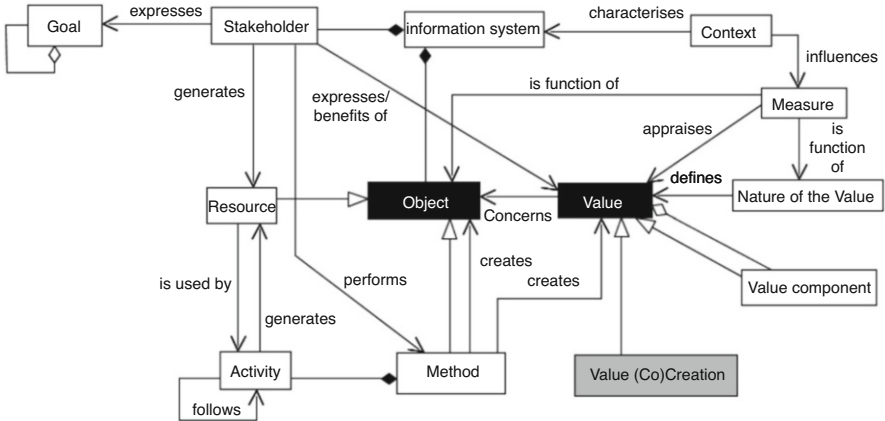 Goal
expresses
Stakeholder
information system
characterises
Context
generates
expresses/
benefits of
is function of
influences
Measure
appraises
is
function
of
Resource
Object
Concerns
Value
defines
Nature of the Value
is used by
generates
performs
creates
creates
Value component
Activity
follows
Method
Value (Co)Creation